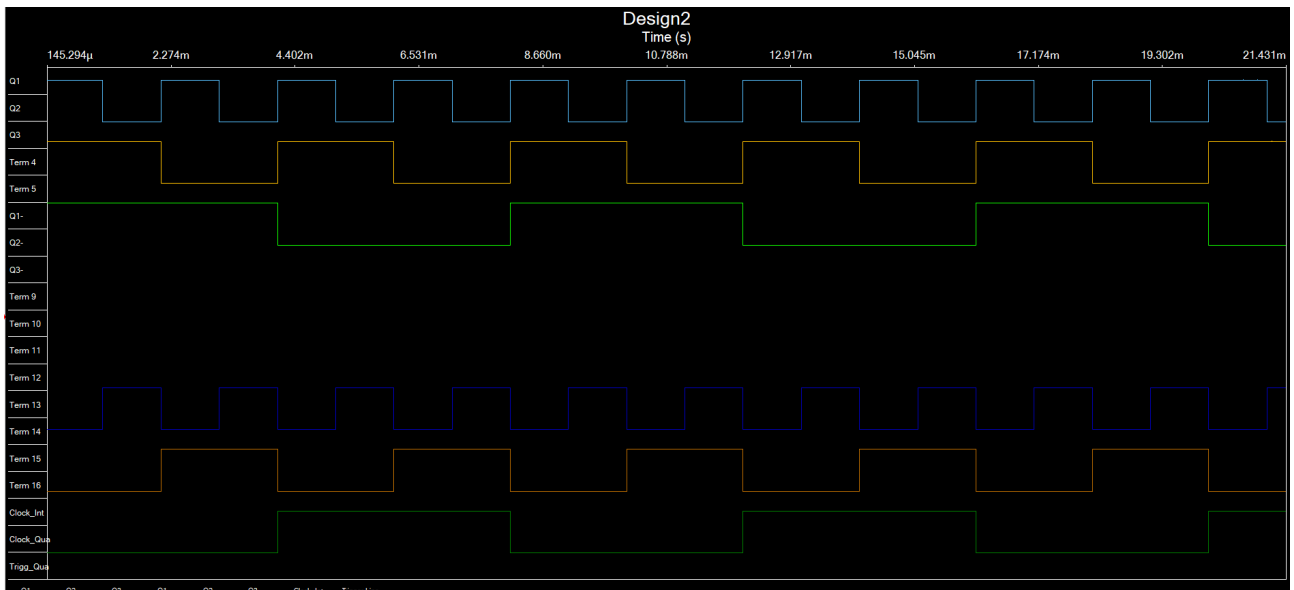 Design2
Time (s)
145.294µ 2.274m 4.402m 6.531m 8.660m 10.788m 12.917m 15.045m 17.174m 19.302m 21.431m
Q1
Q2
Q3
Term 4
Term 5
Q1-
Q2-
Q3-
Term 9
Term 10
Term 11
Term 12
Term 13
Term 14
Term 15
Term 16
Clock_Int
Clock_Qua
Trigg_Qua